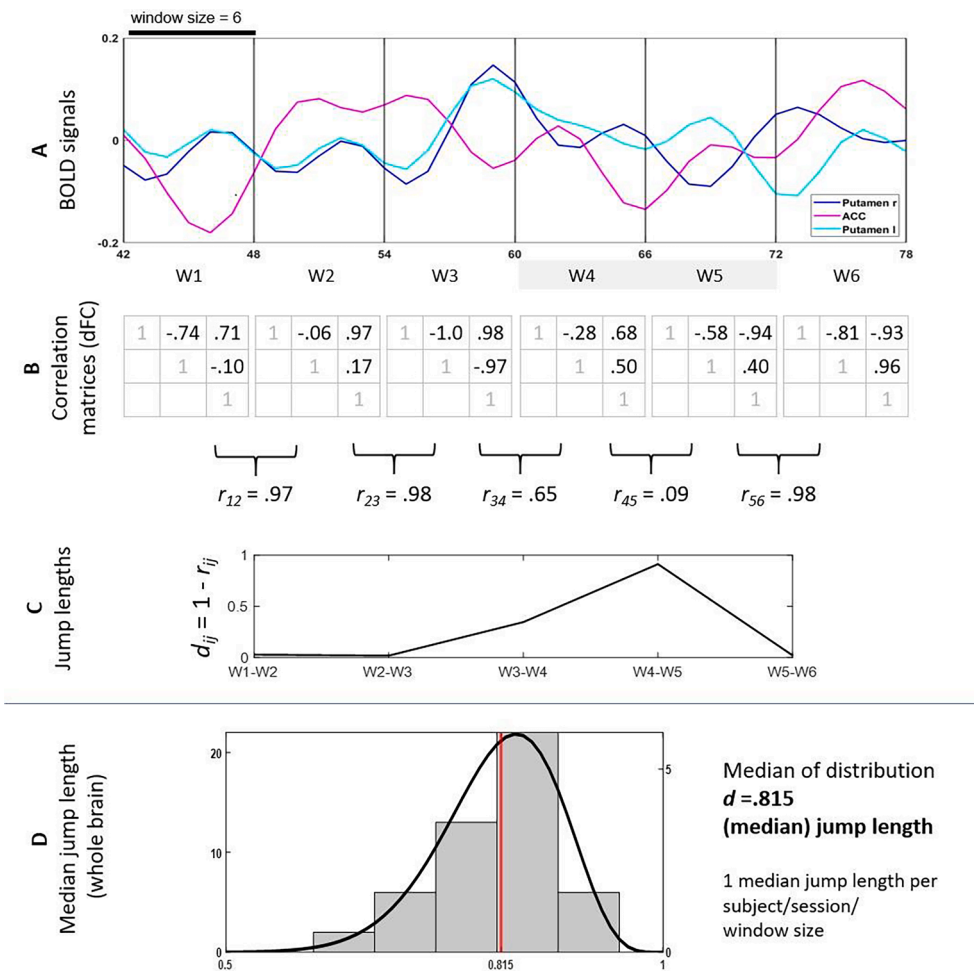 window size = 6
A
BOLD signals
0.2
0
-0.2
Putamen r
ACC
Putamen l
42 48 54 60 66 72 78
W1 W2 W3 W4 W5 W6
B
Correlation
matrices (dFC)
1 -.74 .71 1 -.06 .97 1 -1.0 .98 1 -.28 .68 1 -.58 -.94 1 -.81 -.93
1 -.10 1 .17 1 -.97 1 .50 1 .40 1 .96
1 1 1 1 1 1
r12 = .97 r23 = .98 r34 = .65 r45 = .09 r56 = .98
C
Jump lengths
dij = 1 - rij
1
0.5
0
W1-W2 W2-W3 W3-W4 W4-W5 W5-W6
D
Median jump length
(whole brain)
20
10
0
5
0
0.5 0.815 1
Median of distribution
d =.815
(median) jump length
1 median jump length per
subject/session/
window size